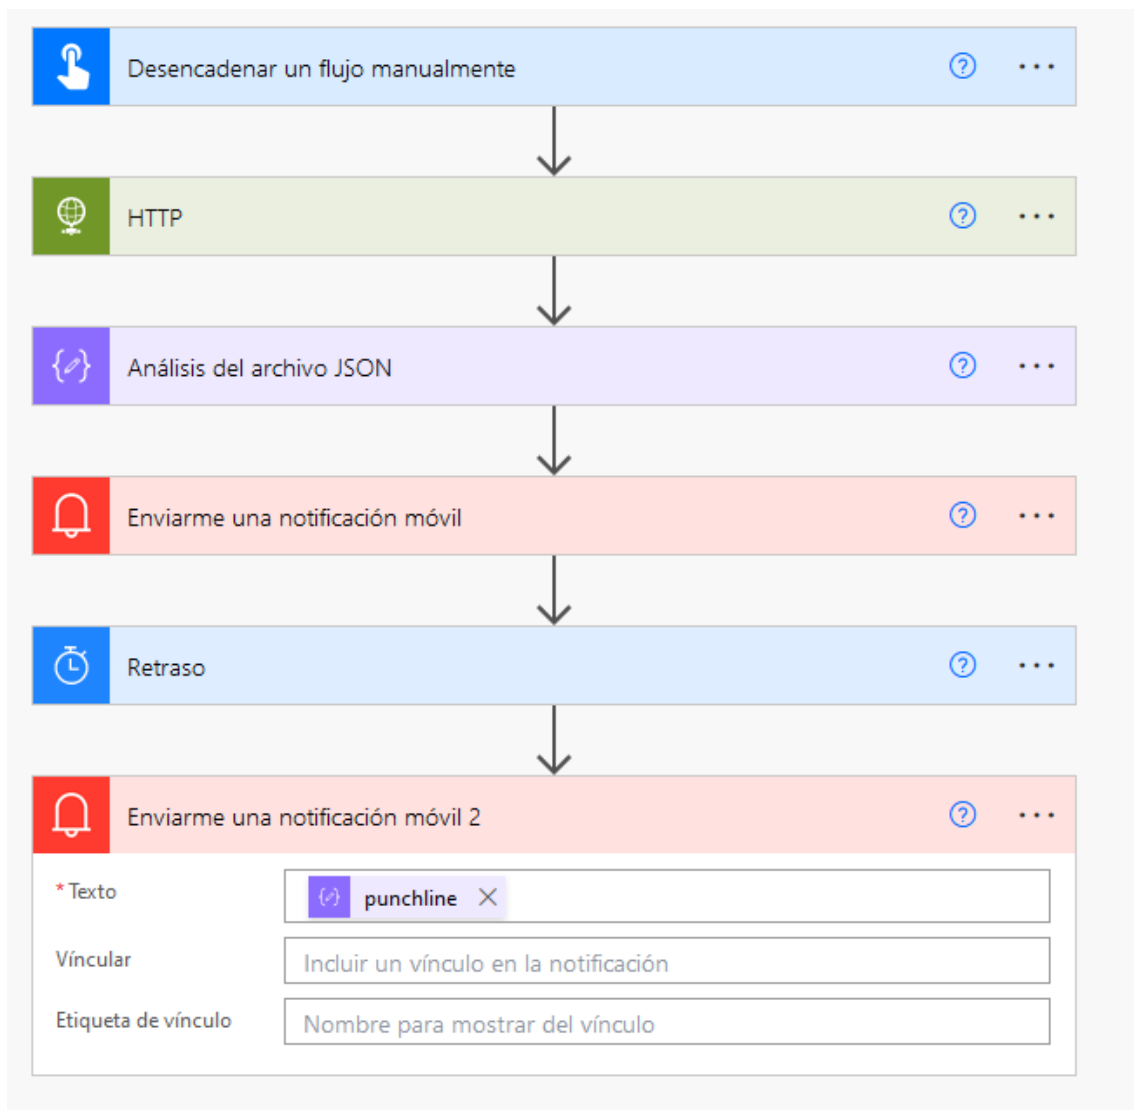 Desencadenar un flujo manualmente
HTTP
Análisis del archivo JSON
Enviarme una notificación móvil
Retraso
Enviarme una notificación móvil 2
* Texto
punchline
Víncular
Incluir un vínculo en la notificación
Etiqueta de vínculo
Nombre para mostrar del vínculo